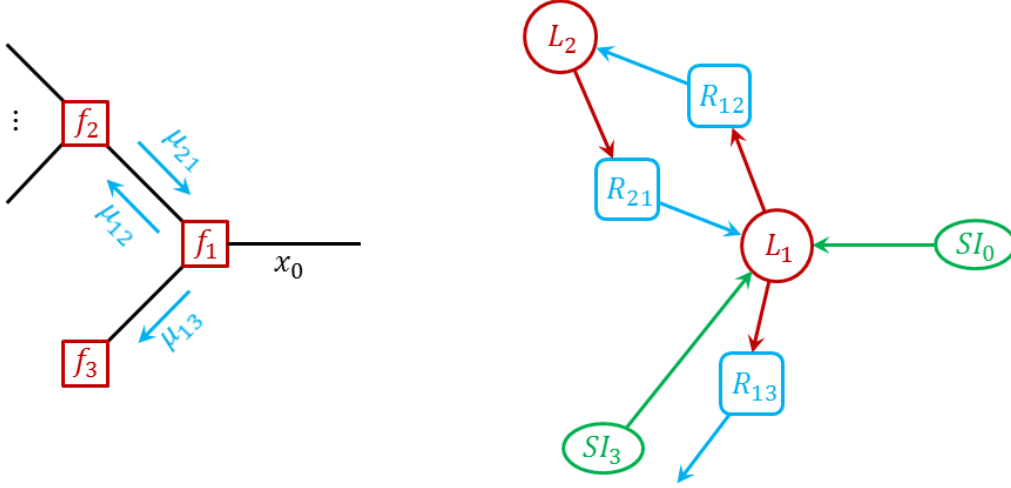 ⋮
f₂
μ₂₁
μ₁₂
f₁
x₀
μ₁₃
f₃
L₂
R₁₂
R₂₁
L₁
SI₀
R₁₃
SI₃